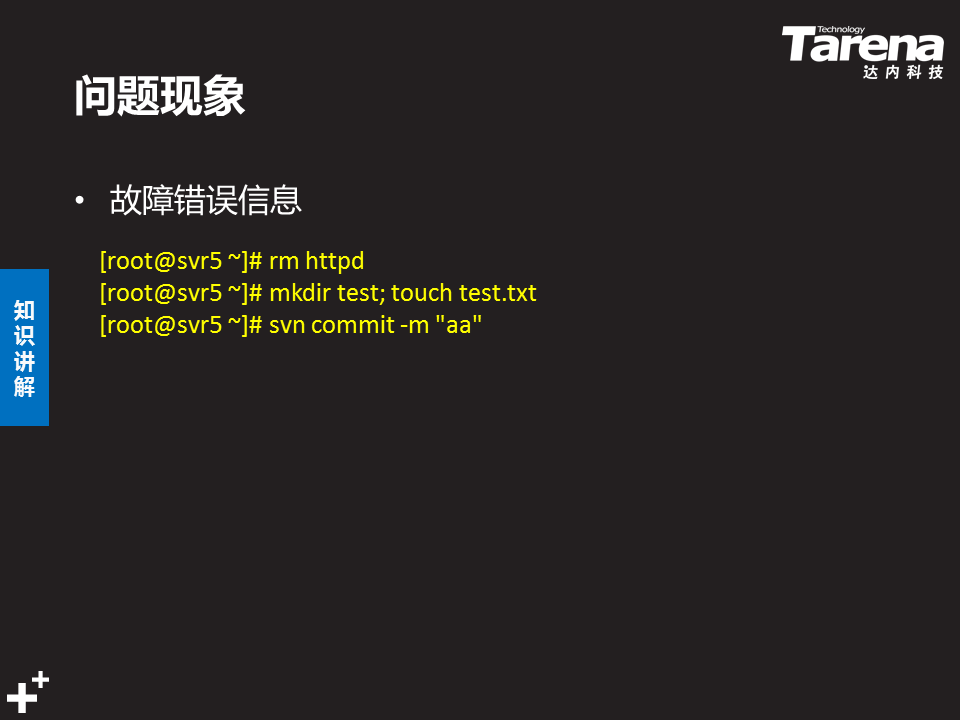 Technology
Tarena
达内科技
问题现象
• 故障错误信息
[root@svr5 ~]# rm httpd
[root@svr5 ~]# mkdir test; touch test.txt
[root@svr5 ~]# svn commit -m "aa"
知
识
讲
解